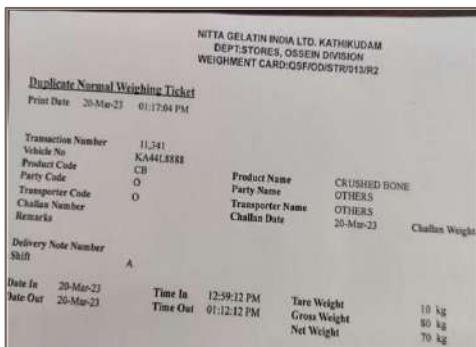 NITTA GELATIN INDIA LTD. KATHIKUDAM
DEPT:STORES, OSSEIN DIVISION
WEIGHMENT CARD:QSF/OD/STR/013/R2
Duplicate Normal Weighing Ticket
Print Date 20-Mar-23 01:17:04 PM
Transaction Number 11,341
Vehicle No KA44L8888
Product Code CB Product Name CRUSHED BONE
Party Code O Party Name OTHERS
Transporter Code O Transporter Name OTHERS
Challan Number Challan Date 20-Mar-23 Challan Weight
Remarks
Delivery Note Number
Shift A
Date In 20-Mar-23 Time In 12:59:12 PM Tare Weight 10 kg
Date Out 20-Mar-23 Time Out 01:12:12 PM Gross Weight 80 kg
Net Weight 70 kg